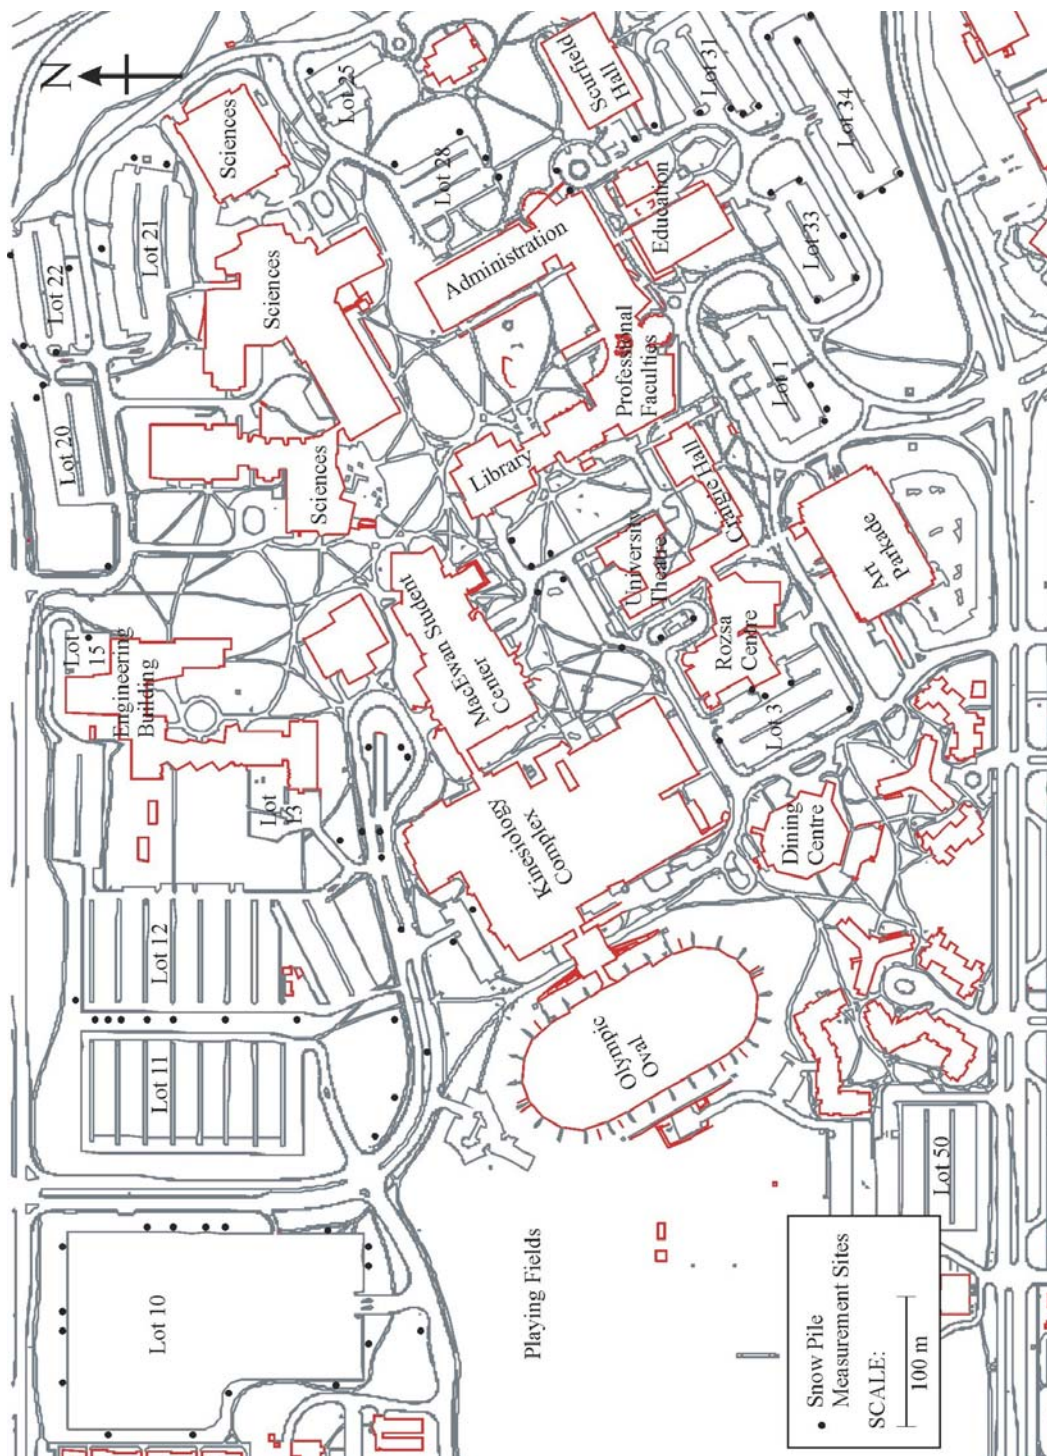 N
Lot 22
Lot 21
Lot 20
Sciences
Lot 25
Lot 28
Scurfield
Hall
Lot 31
Lot 34
Sciences
Administration
Education
Lot 33
Sciences
Library
Professional
Faculties
Lot 1
Craigie Hall
University
Theatre
Art
Parkade
Lot
15
Engineering
Building
MacEwan Student
Center
Rozsa
Centre
Lot 3
Lot
13
Kinesiology
Complex
Dining
Centre
Lot 12
Lot 11
Olympic
Oval
Lot 50
Lot 10
Playing Fields
Snow Pile
Measurement Sites
SCALE:
100 m